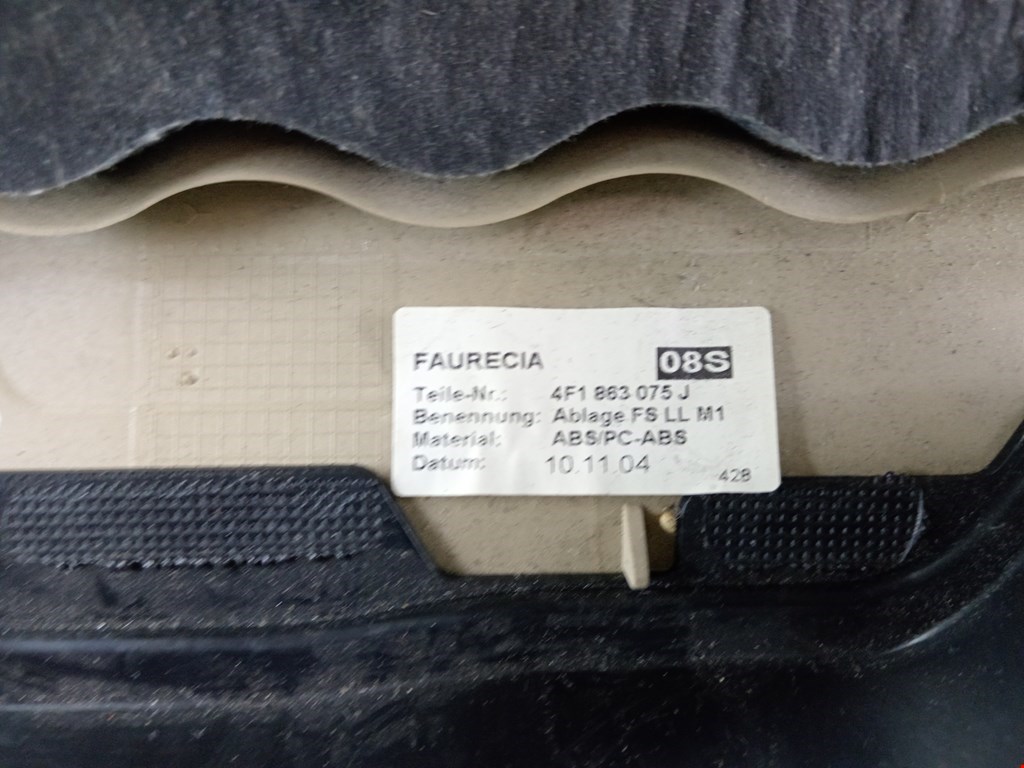 FAURECIA 08S
Teile-Nr.: 4F1 863 075 J
Benennung: Ablage FS LL M1
Material: ABS/PC-ABS
Datum: 10.11.04
428